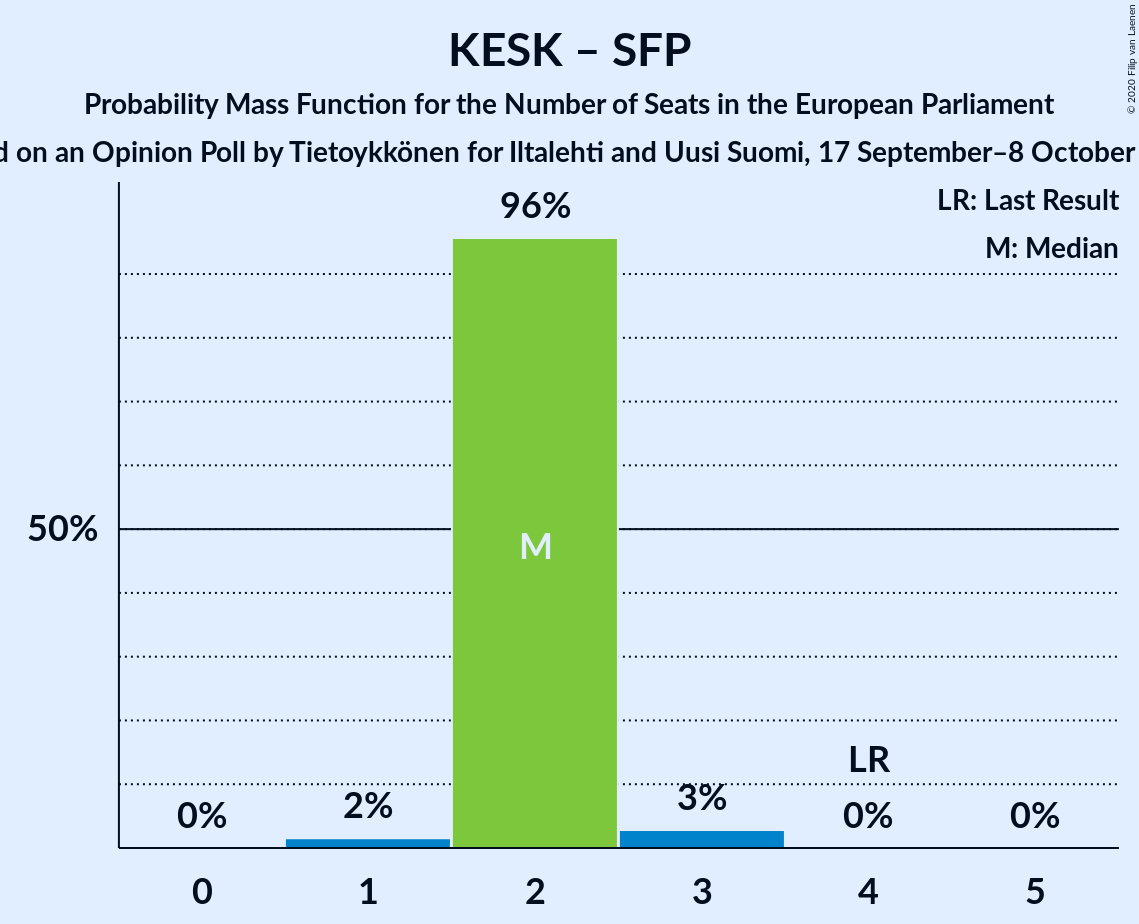 KESK – SFP
Probability Mass Function for the Number of Seats in the European Parliament
d on an Opinion Poll by Tietoykkönen for Iltalehti and Uusi Suomi, 17 September–8 October
© 2020 Filip van Laenen
LR: Last Result
M: Median
96%
50%
M
LR
0%
2%
3%
0%
0%
0 1 2 3 4 5